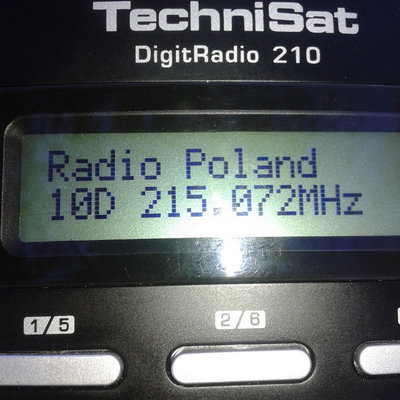 TechniSat
DigitRadio 210
Radio Poland
10D 215,072MHz
1/5
2/6